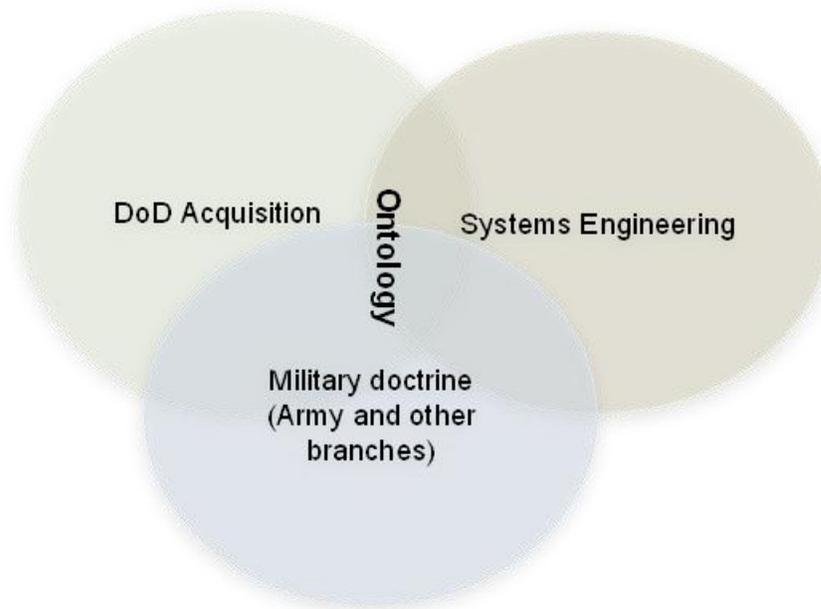 DoD Acquisition
Ontology
Systems Engineering
Military doctrine
(Army and other
branches)